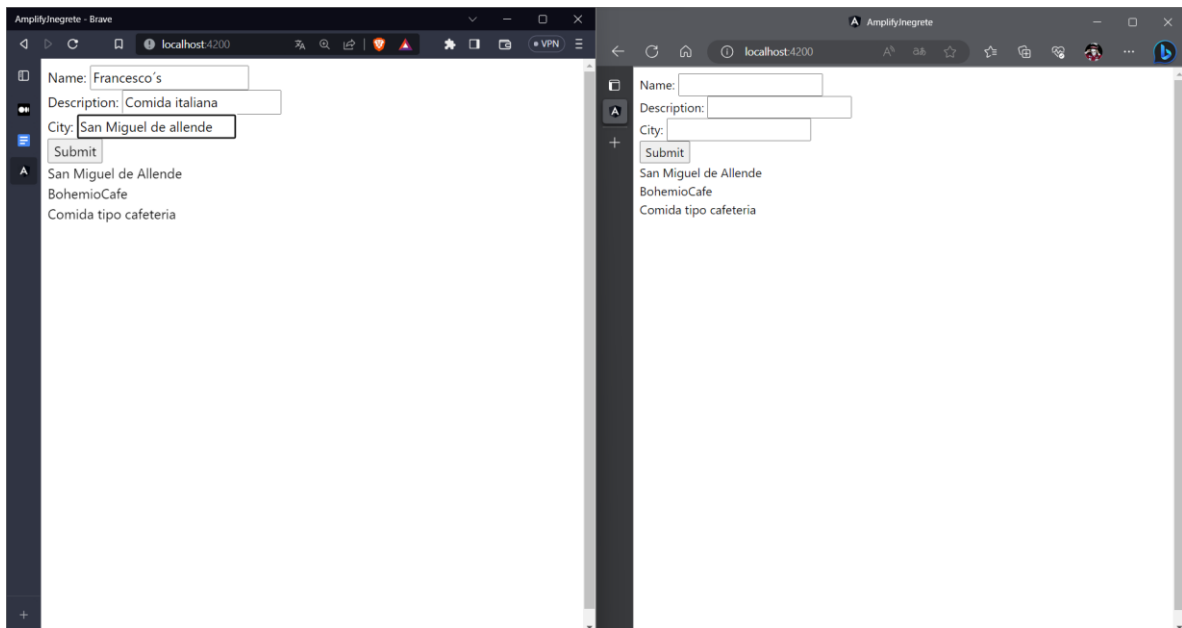 AmplifyJnegrete - Brave
localhost:4200
VPN
Name: Francesco´s
Description: Comida italiana
City: San Miguel de allende
Submit
San Miguel de Allende
BohemioCafe
Comida tipo cafeteria
AmplifyJnegrete
localhost:4200
Name:
Description:
City:
Submit
San Miguel de Allende
BohemioCafe
Comida tipo cafeteria